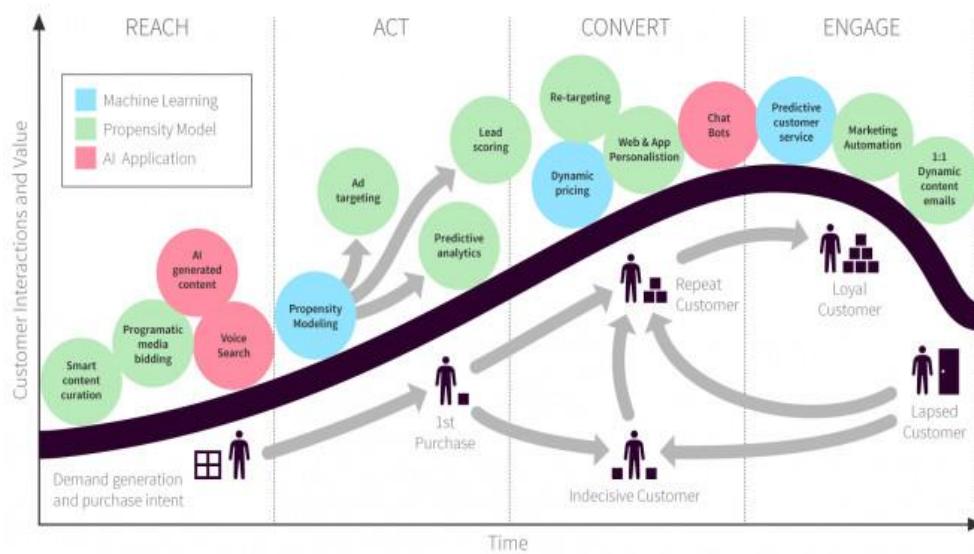 REACH
ACT
CONVERT
ENGAGE
Machine Learning
Propensity Model
AI Application
Customer Interactions and Value
Smart
content
curation
Programatic
media
bidding
AI
generated
content
Voice
Search
Propensity
Modeling
Ad
targeting
Lead
scoring
Predictive
analytics
Re-targeting
Dynamic
pricing
Web & App
Personalistion
Chat
Bots
Predictive
customer
service
Marketing
Automation
1:1
Dynamic
content
emails
Demand generation
and purchase intent
1st
Purchase
Repeat
Customer
Indecisive Customer
Loyal
Customer
Lapsed
Customer
Time